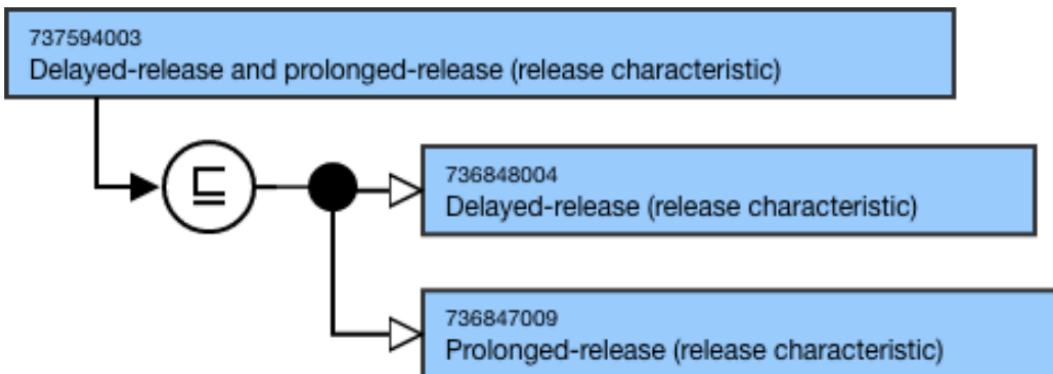 737594003
Delayed-release and prolonged-release (release characteristic)
⊑
736848004
Delayed-release (release characteristic)
736847009
Prolonged-release (release characteristic)